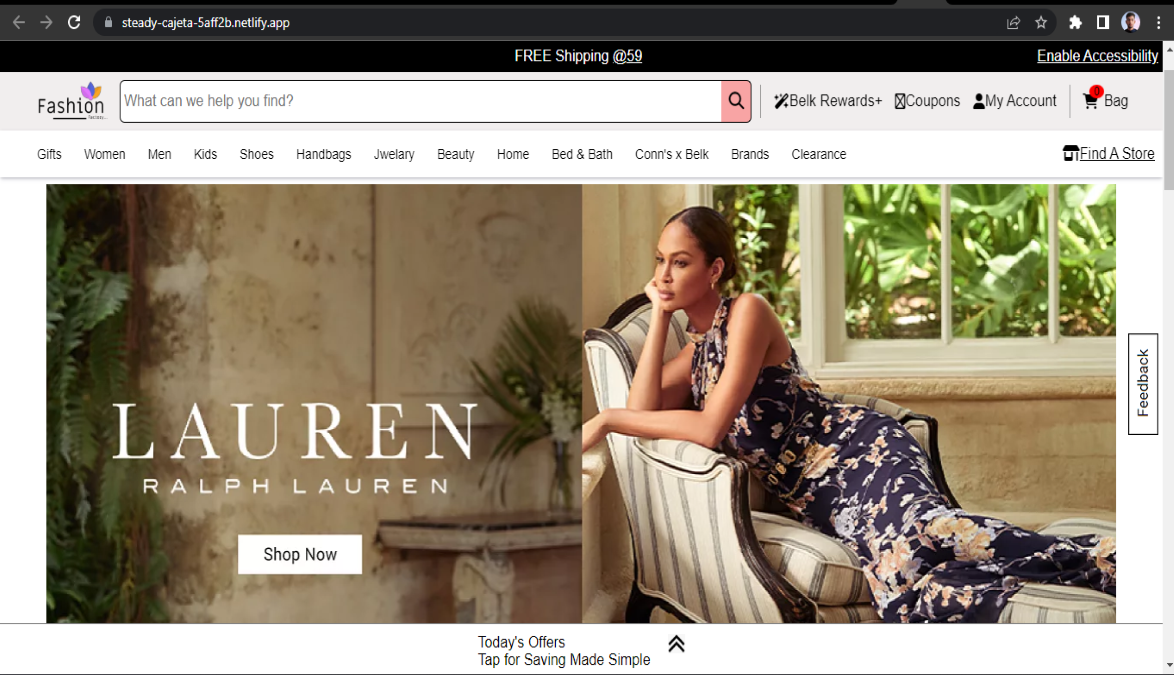 steady-cajeta-5aff2b.netlify.app
FREE Shipping @59
Enable Accessibility
Fashion
What can we help you find?
Belk Rewards+
Coupons
My Account
0
Bag
Gifts Women Men Kids Shoes Handbags Jwelary Beauty Home Bed & Bath Conn's x Belk Brands Clearance
Find A Store
LAUREN
RALPH LAUREN
Shop Now
Feedback
Today's Offers
Tap for Saving Made Simple